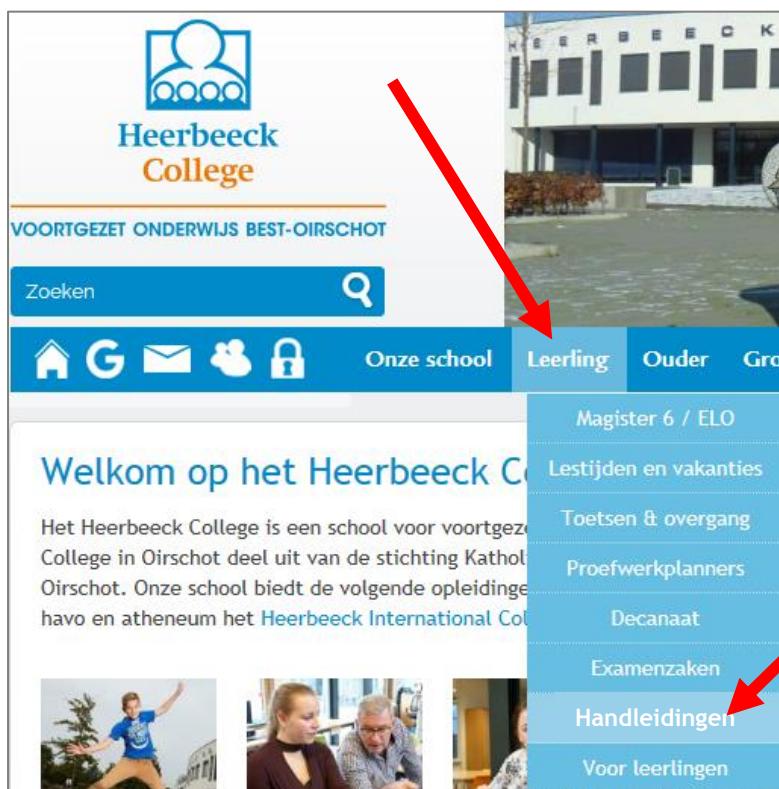 HEERBEECK
Heerbeeck
College
VOORTGEZET ONDERWIJS BEST-OIRSCHOT
Zoeken
G
Onze school Leerling Ouder Gro
Magister 6 / ELO
Lestijden en vakanties
Toetsen & overgang
Proefwerkplanners
Decanaat
Examenzaken
Handleidingen
Voor leerlingen
Welkom op het Heerbeeck Co
Het Heerbeeck College is een school voor voortgeze
College in Oirschot deel uit van de stichting Kathol
Oirschot. Onze school biedt de volgende opleidinge
havo en atheneum het Heerbeeck International Col